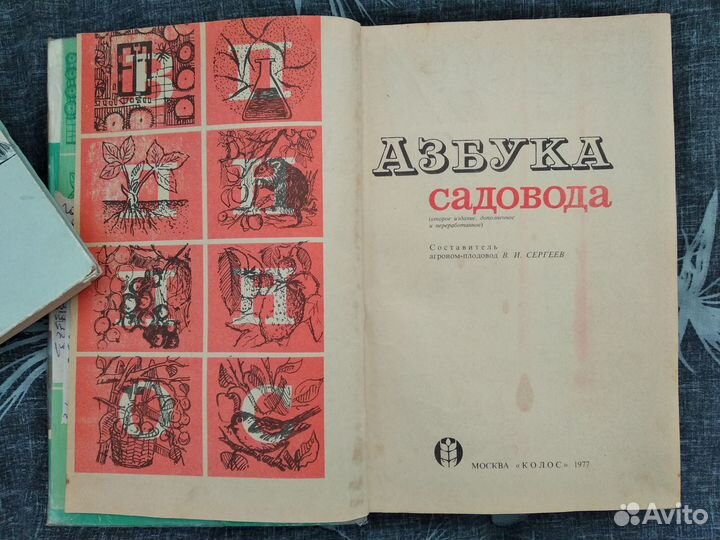 АЗБУКА
садовода
(второе издание, дополненное
и переработанное)
Составитель
агроном-плодовод В. И. СЕРГЕЕВ
МОСКВА «КОЛОС» 1977
Avito